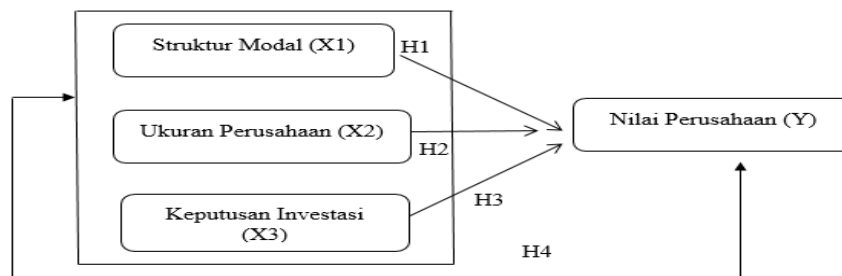 Struktur Modal (X1)
H1
Ukuran Perusahaan (X2)
H2
Nilai Perusahaan (Y)
Keputusan Investasi
(X3)
H3
H4